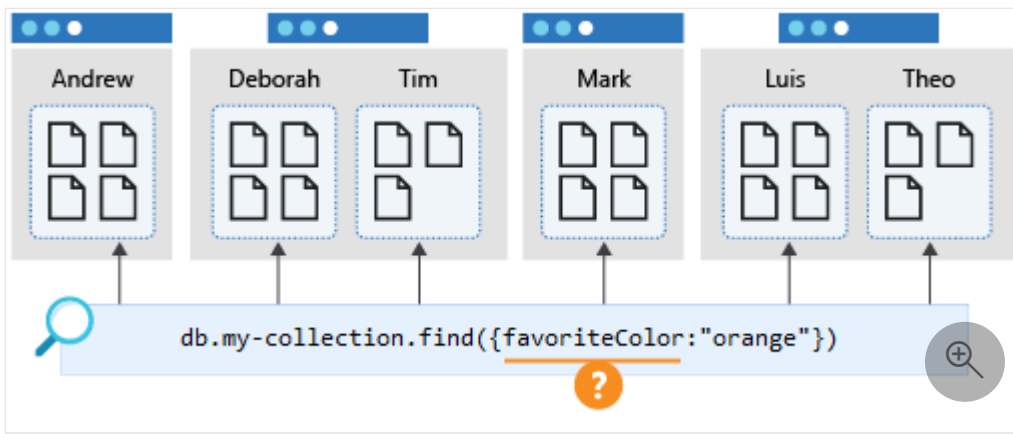 Andrew Deborah Tim Mark Luis Theo
db.my-collection.find({favoriteColor:"orange"})
?